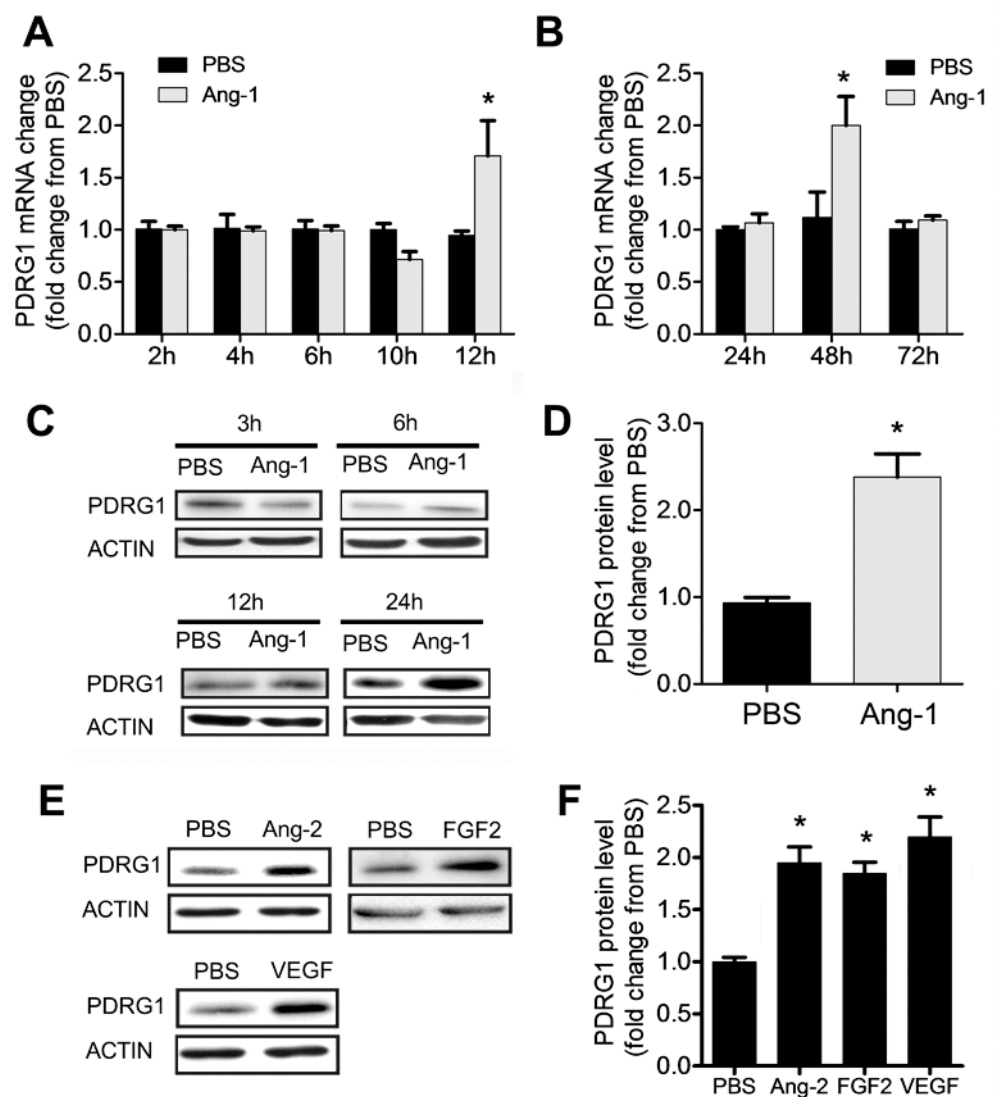 A
PDRG1 mRNA change
(fold change from PBS)
PBS
Ang-1
2.5
2.0
1.5
1.0
0.5
0.0
*
2h 4h 6h 10h 12h
B
PDRG1 mRNA change
(fold change from PBS)
PBS
Ang-1
2.5
2.0
1.5
1.0
0.5
0.0
*
24h 48h 72h
C
3h 6h
PBS Ang-1 PBS Ang-1
PDRG1
ACTIN
12h 24h
PBS Ang-1 PBS Ang-1
PDRG1
ACTIN
D
PDRG1 protein level
(fold change from PBS)
3.0
2.0
1.0
0.0
*
PBS Ang-1
E
PBS Ang-2 PBS FGF2
PDRG1
ACTIN
PBS VEGF
PDRG1
ACTIN
F
PDRG1 protein level
(fold change from PBS)
2.5
2.0
1.5
1.0
0.5
0.0
* * *
PBS Ang-2 FGF2 VEGF